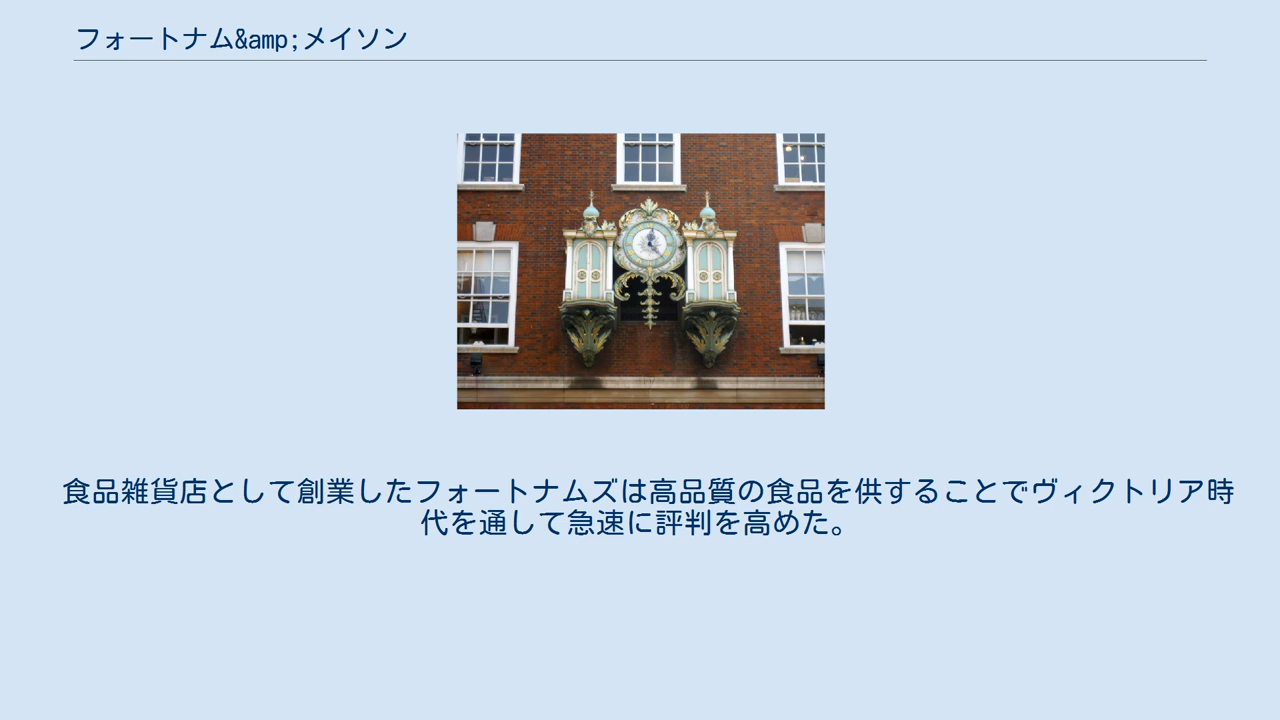 フォートナム&amp;メイソン
食品雑貨店として創業したフォートナムズは高品質の食品を供することでヴィクトリア時
代を通して急速に評判を高めた。